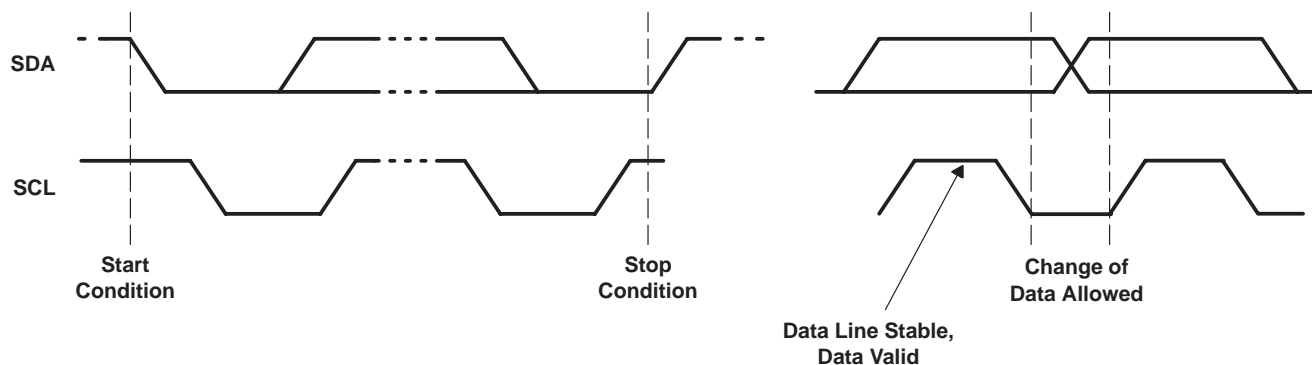 SDA
SCL
Start
Condition
Stop
Condition
Change of
Data Allowed
Data Line Stable,
Data Valid